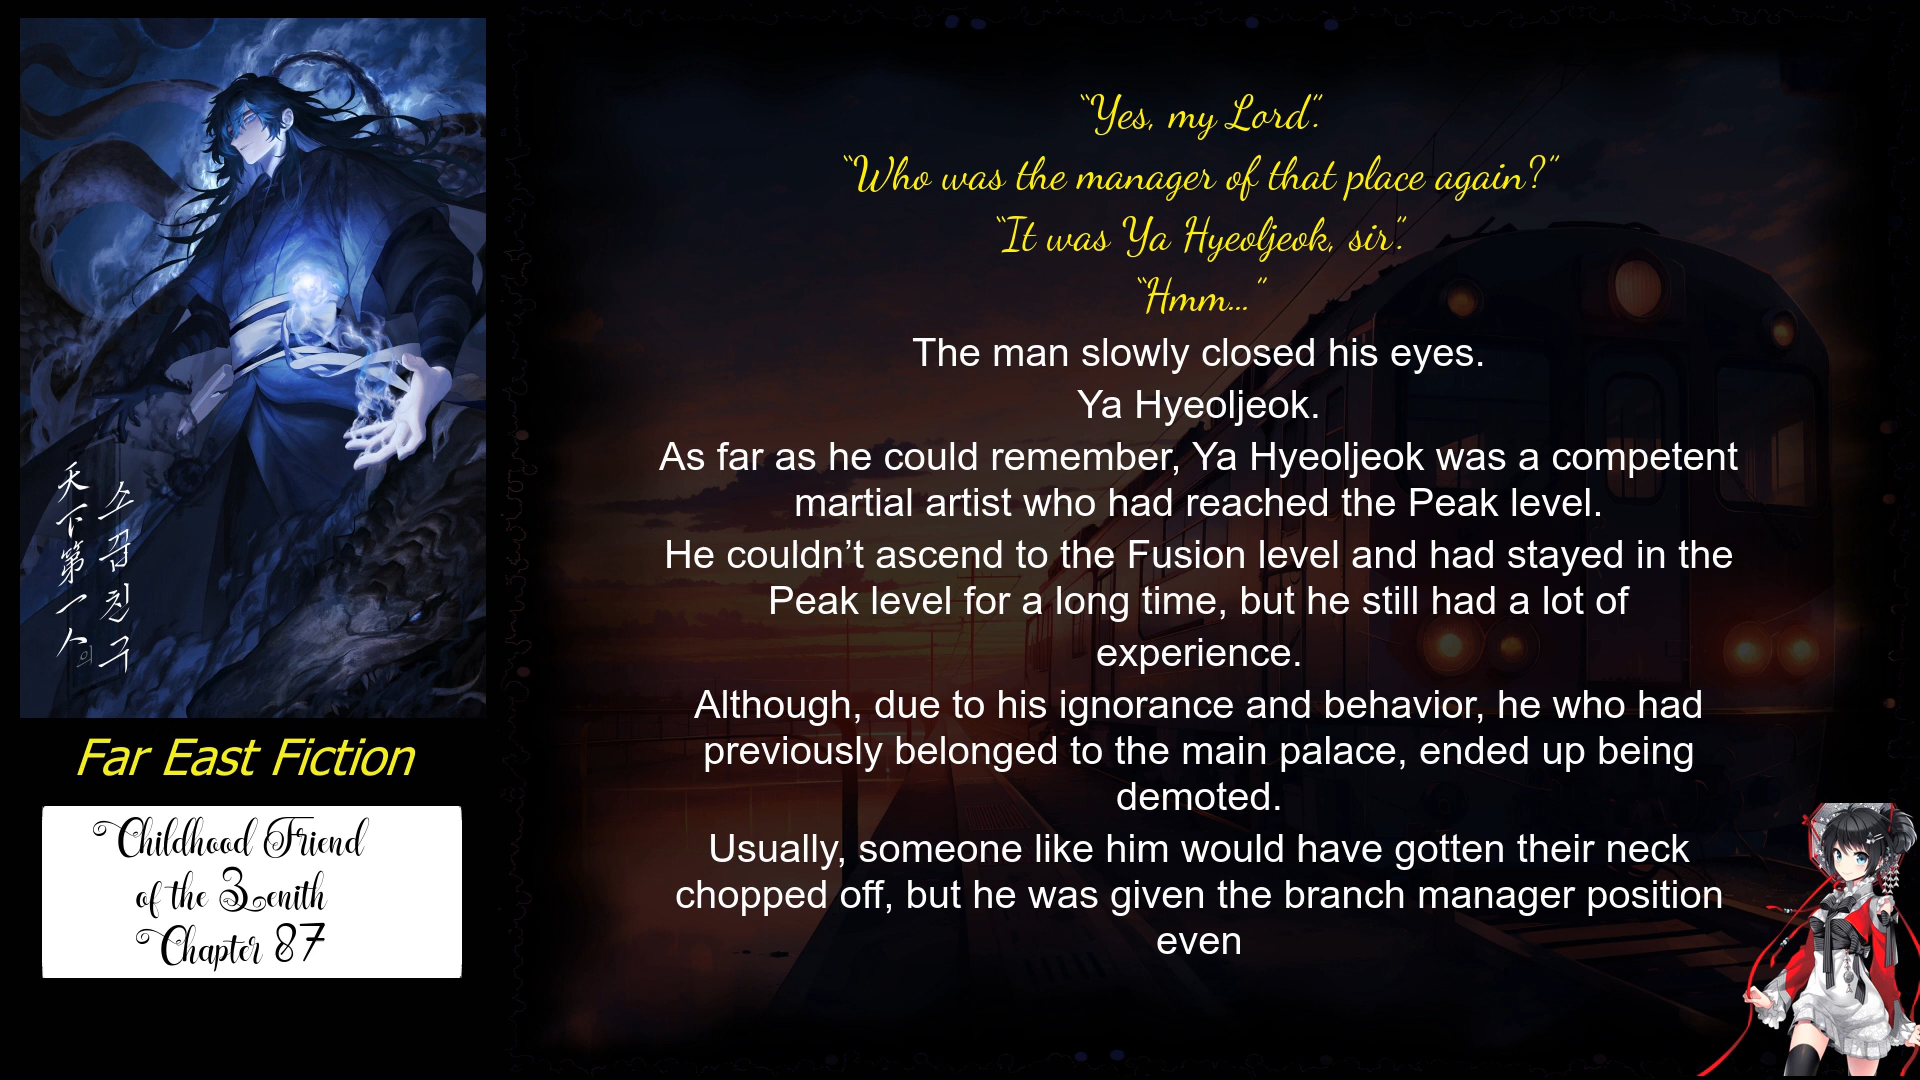 天下第一人의
소꿉친구
Far East Fiction
Childhood Friend
of the Zenith
Chapter 87
“Yes, my Lord”.
“Who was the manager of that place again?”
“It was Ya Hyeoljeok, sir”.
“Hmm...”
The man slowly closed his eyes.
Ya Hyeoljeok.
As far as he could remember, Ya Hyeoljeok was a competent
martial artist who had reached the Peak level.
He couldn’t ascend to the Fusion level and had stayed in the
Peak level for a long time, but he still had a lot of
experience.
Although, due to his ignorance and behavior, he who had
previously belonged to the main palace, ended up being
demoted.
Usually, someone like him would have gotten their neck
chopped off, but he was given the branch manager position
even